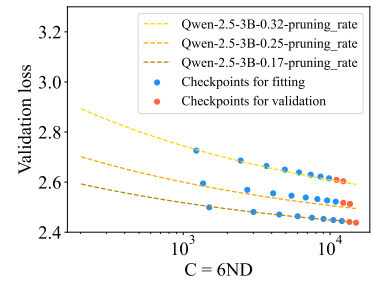 Validation loss
3.2
3.0
2.8
2.6
2.4
Qwen-2.5-3B-0.32-pruning_rate
Qwen-2.5-3B-0.25-pruning_rate
Qwen-2.5-3B-0.17-pruning_rate
Checkpoints for fitting
Checkpoints for validation
10³
10⁴
C = 6ND